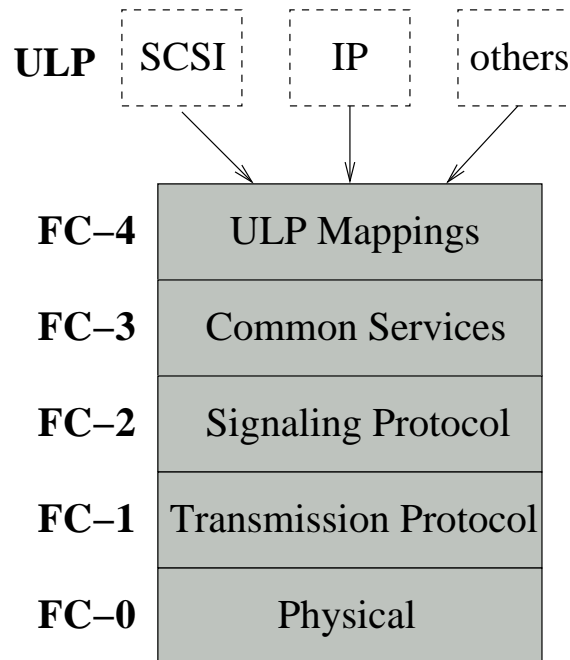 ULP SCSI IP others
FC−4 ULP Mappings
FC−3 Common Services
FC−2 Signaling Protocol
FC−1 Transmission Protocol
FC−0 Physical